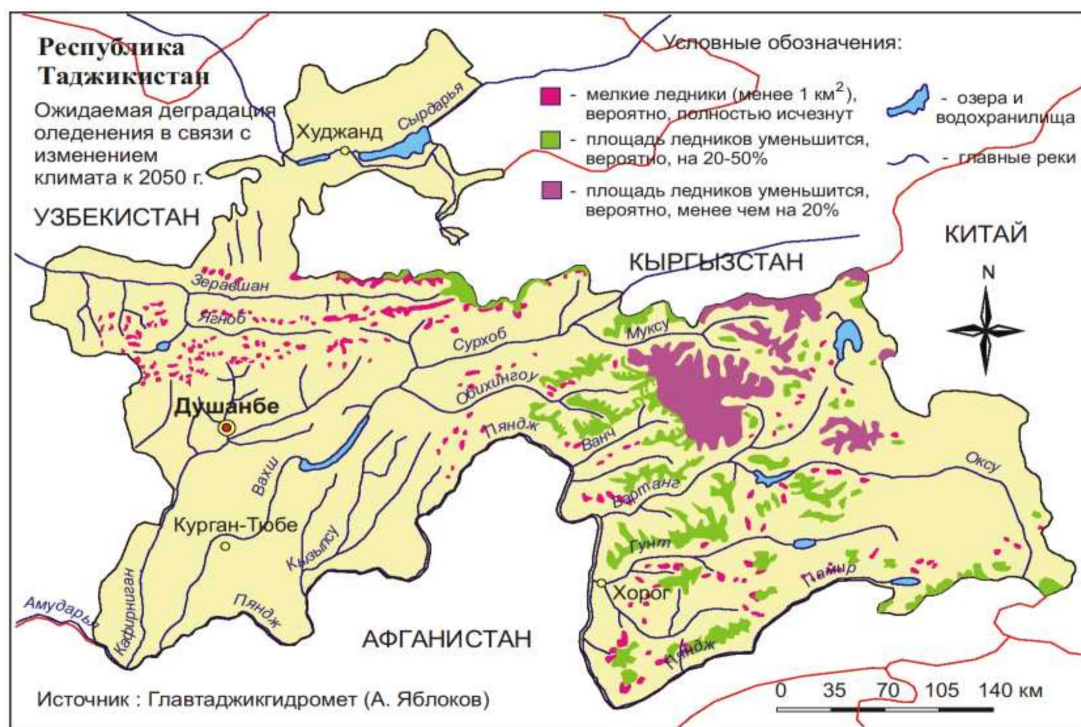 Республика
Таджикистан
Ожидаемая деградация
оледенения в связи с
изменением
климата к 2050 г.
Условные обозначения:
- мелкие ледники (менее 1 км²),
вероятно, полностью исчезнут
- площадь ледников уменьшится,
вероятно, на 20-50%
- площадь ледников уменьшится,
вероятно, менее чем на 20%
- озера и
водохранилища
- главные реки
Худжанд
Сырдарья
УЗБЕКИСТАН
КЫРГЫЗСТАН
КИТАЙ
N
Зеравшан
Ягноб
Сурхоб
Муксу
Обихингоу
Душанбе
Пяндж
Ванч
Вахш
Бартанг
Оксу
Курган-Тюбе
Кызылсу
Гунт
Памир
Хорог
Кафирниган
Пяндж
Амударья
АФГАНИСТАН
Пяндж
Источник : Главтаджикгидромет (А. Яблоков)
0 35 70 105 140 км